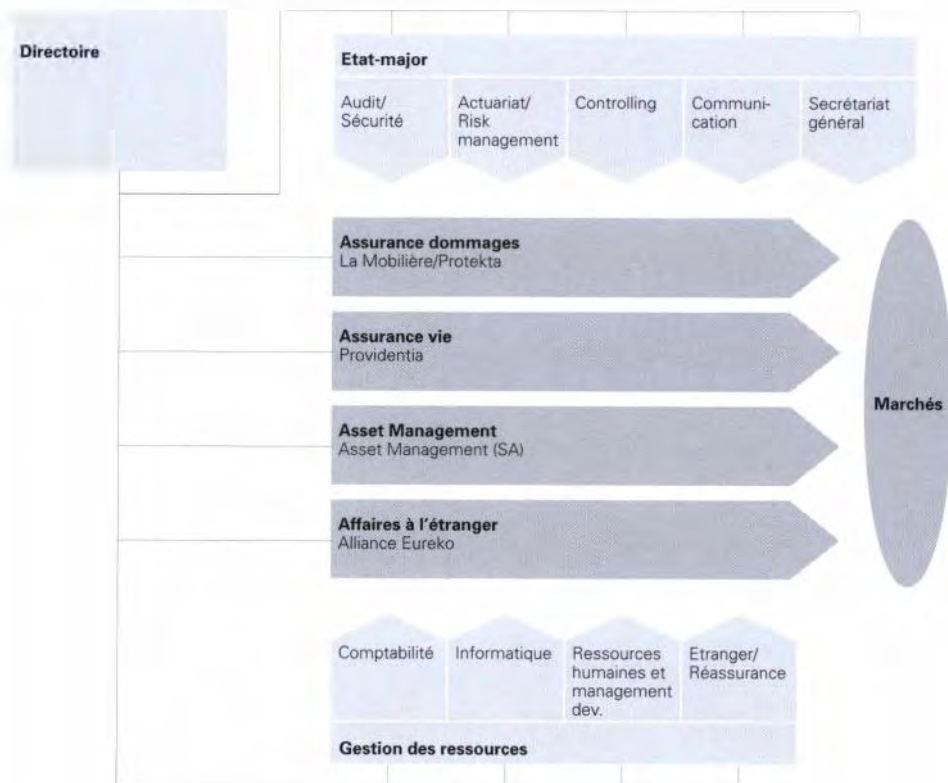 Directoire
Etat-major
Audit/
Sécurité
Actuariat/
Risk
management
Controlling
Communi-
cation
Secrétariat
général
Assurance dommages
La Mobilière/Protekta
Assurance vie
Providentia
Asset Management
Asset Management (SA)
Affaires à l'étranger
Alliance Eureko
Marchés
Comptabilité
Informatique
Ressources
humaines et
management
dev.
Etranger/
Réassurance
Gestion des ressources